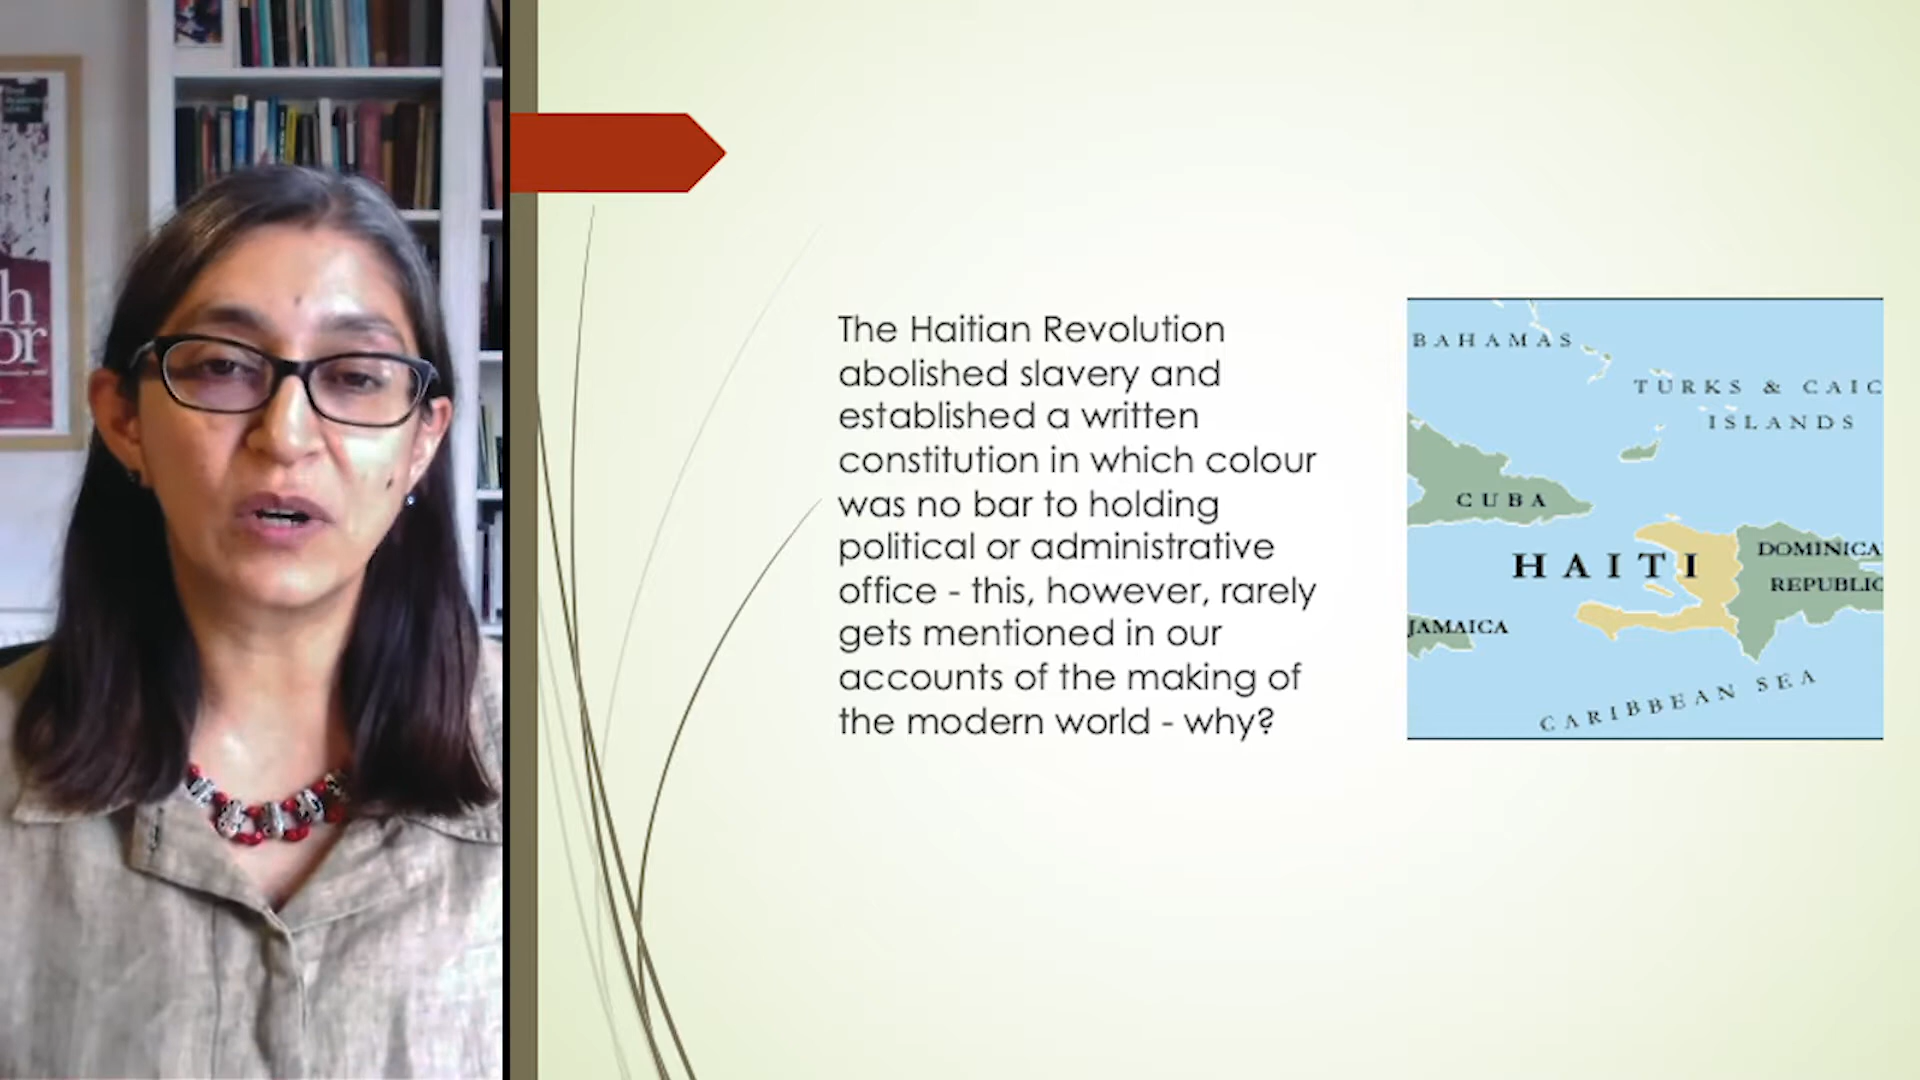 h
or
The Haitian Revolution
abolished slavery and
established a written
constitution in which colour
was no bar to holding
political or administrative
office - this, however, rarely
gets mentioned in our
accounts of the making of
the modern world - why?
BAHAMAS
TURKS & CAIC
ISLANDS
CUBA
HAITI
DOMINICA
REPUBLIC
JAMAICA
CARIBBEAN SEA